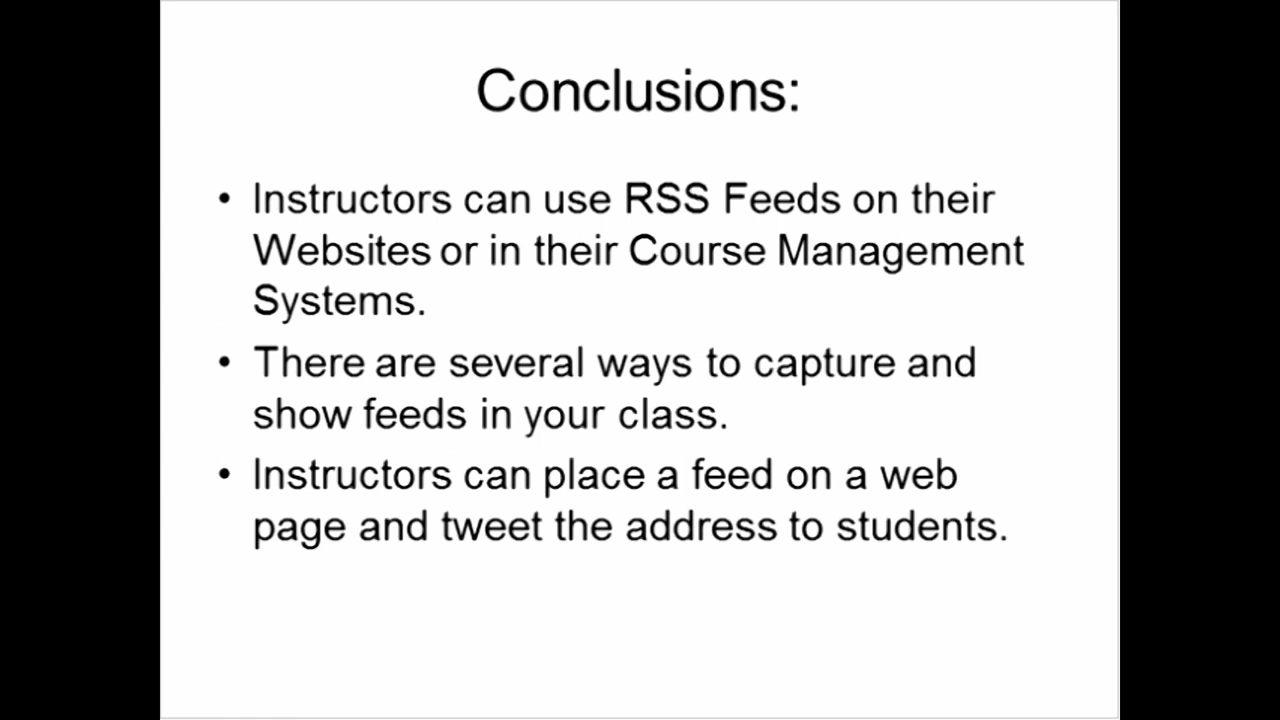 Conclusions:
• Instructors can use RSS Feeds on their
Websites or in their Course Management
Systems.
• There are several ways to capture and
show feeds in your class.
• Instructors can place a feed on a web
page and tweet the address to students.